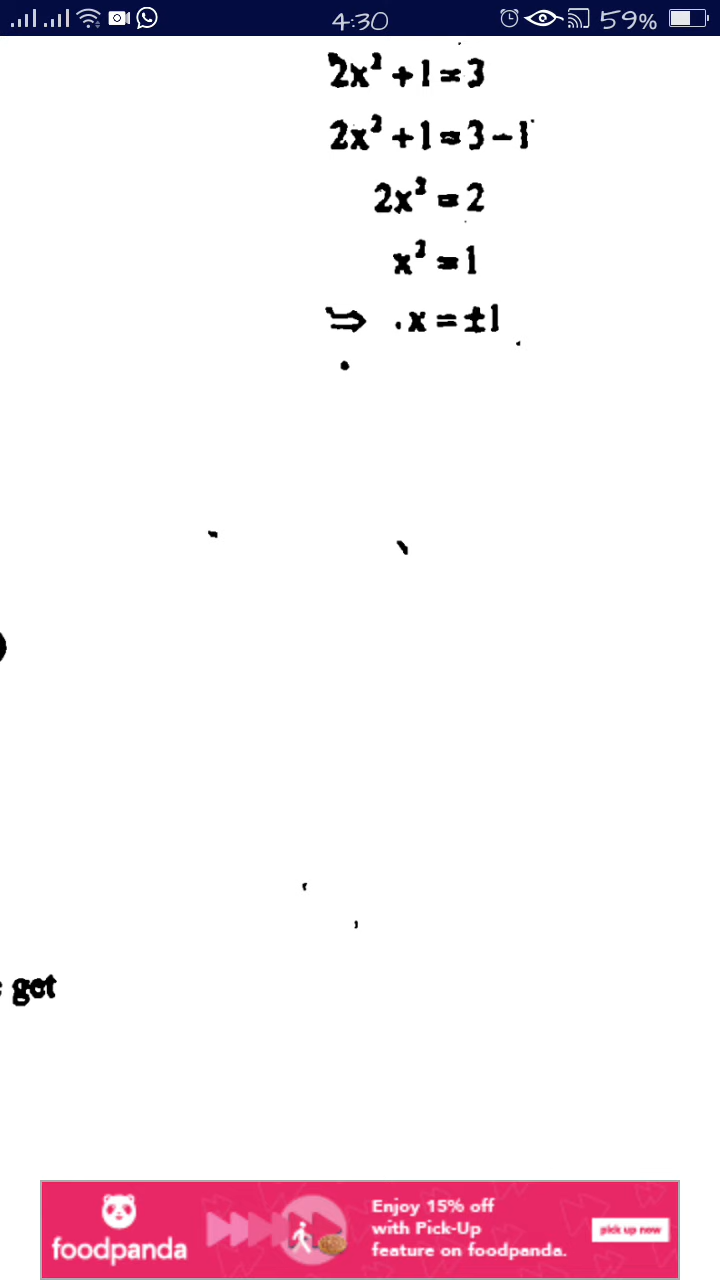 4:30 59%
2x² + 1 = 3
2x² + 1 = 3 - 1
2x² = 2
x² = 1
⇒ .x = ±1
get
foodpanda
Enjoy 15% off
with Pick-Up
feature on foodpanda.
pick up now